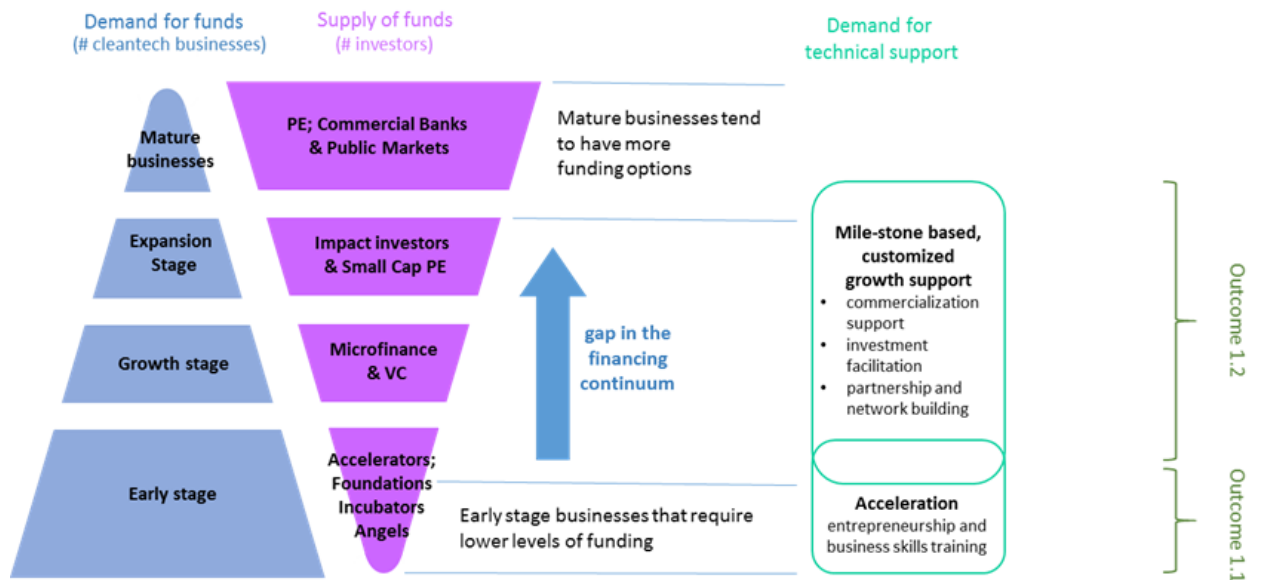 Demand for funds
(# cleantech businesses)
Supply of funds
(# investors)
Demand for
technical support
Mature
businesses
PE; Commercial Banks
& Public Markets
Mature businesses tend
to have more
funding options
Expansion
Stage
Impact investors
& Small Cap PE
Growth stage
Microfinance
& VC
gap in the
financing
continuum
Mile-stone based,
customized
growth support
• commercialization
support
• investment
facilitation
• partnership and
network building
Outcome 1.2
Early stage
Accelerators;
Foundations
Incubators
Angels
Early stage businesses that require
lower levels of funding
Acceleration
entrepreneurship and
business skills training
Outcome 1.1